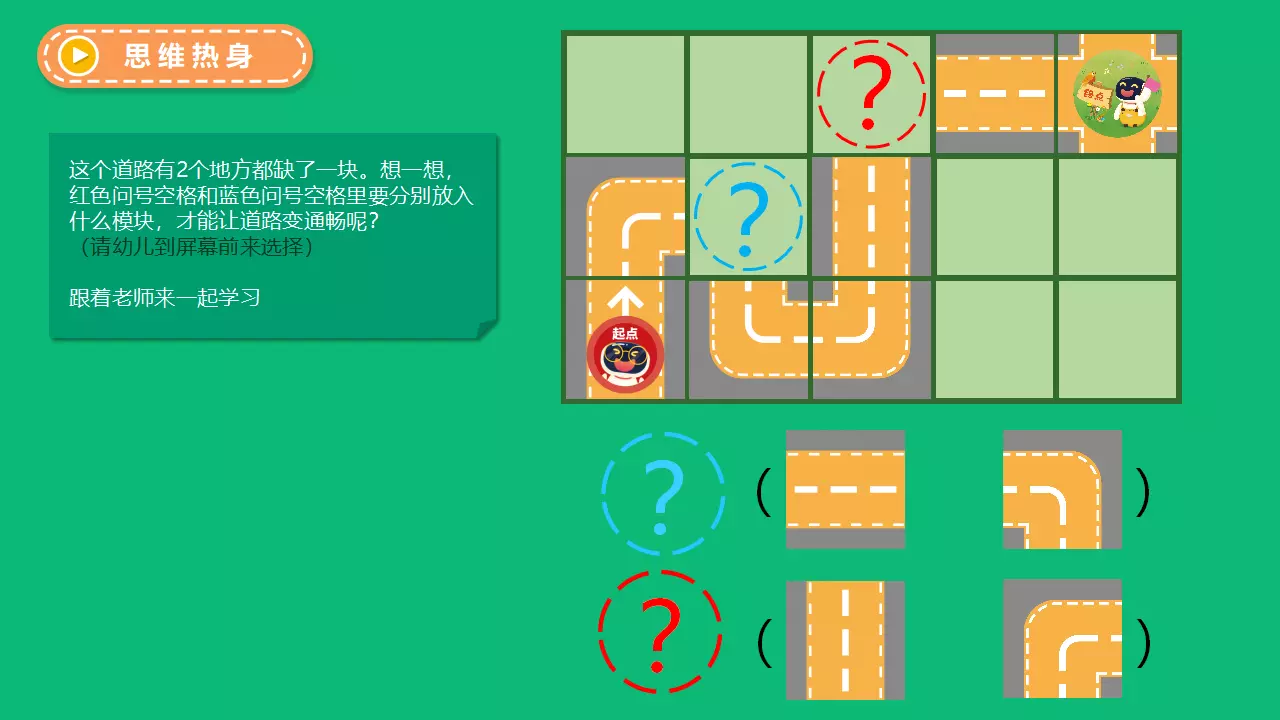 思维热身
这个道路有2个地方都缺了一块。想一想，
红色问号空格和蓝色问号空格里要分别放入
什么模块，才能让道路变通畅呢？
（请幼儿到屏幕前来选择）
跟着老师来一起学习
?
终点
?
起点
? ( )
? ( )